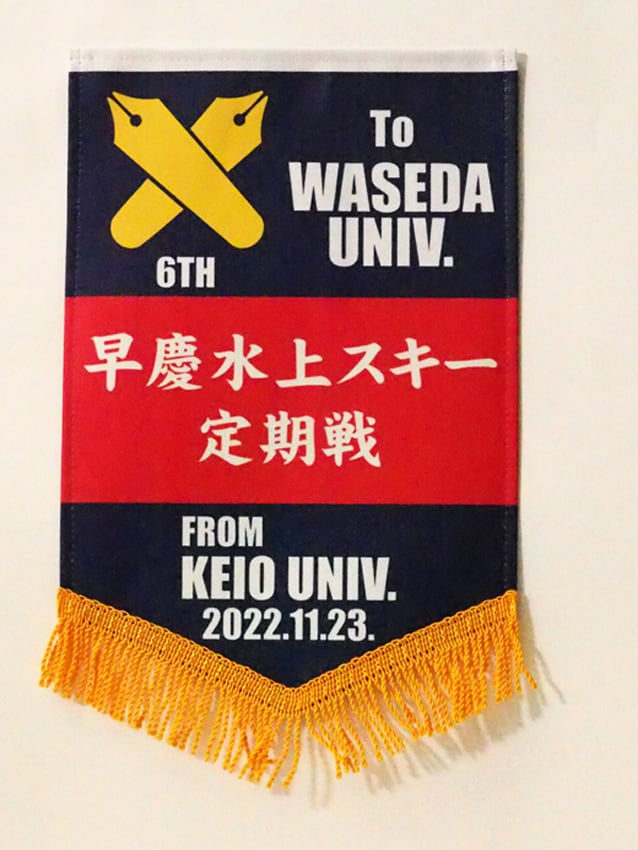 To
WASEDA
UNIV.
6TH
早慶水上スキー
定期戦
FROM
KEIO UNIV.
2022.11.23.